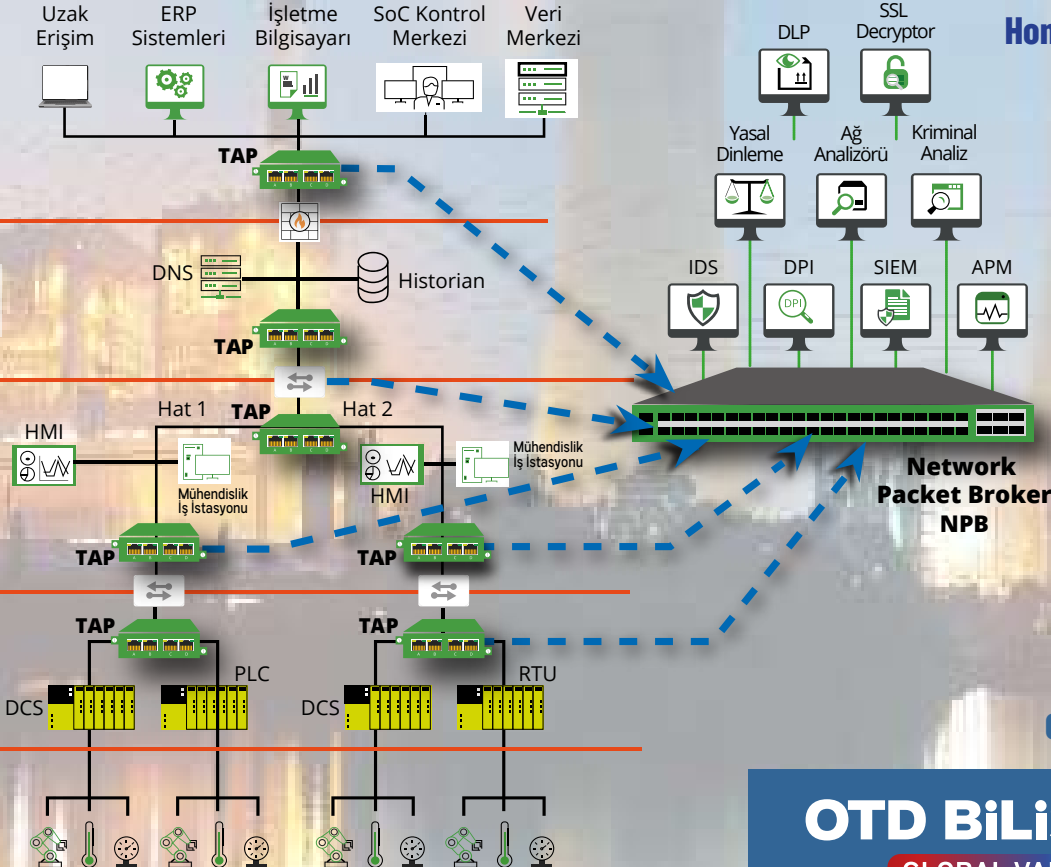 Uzak
Erişim
ERP
Sistemleri
İşletme
Bilgisayarı
SoC Kontrol
Merkezi
Veri
Merkezi
TAP
DNS
Historian
TAP
Hat 1
TAP
Hat 2
HMI
Mühendislik
İş İstasyonu
HMI
Mühendislik
İş İstasyonu
TAP
TAP
TAP
TAP
PLC
RTU
DCS
DCS
DLP
SSL
Decryptor
Yasal
Dinleme
Ağ
Analizörü
Kriminal
Analiz
IDS
DPI
SIEM
APM
DPI
Network
Packet Broker
NPB
OTD BiLi